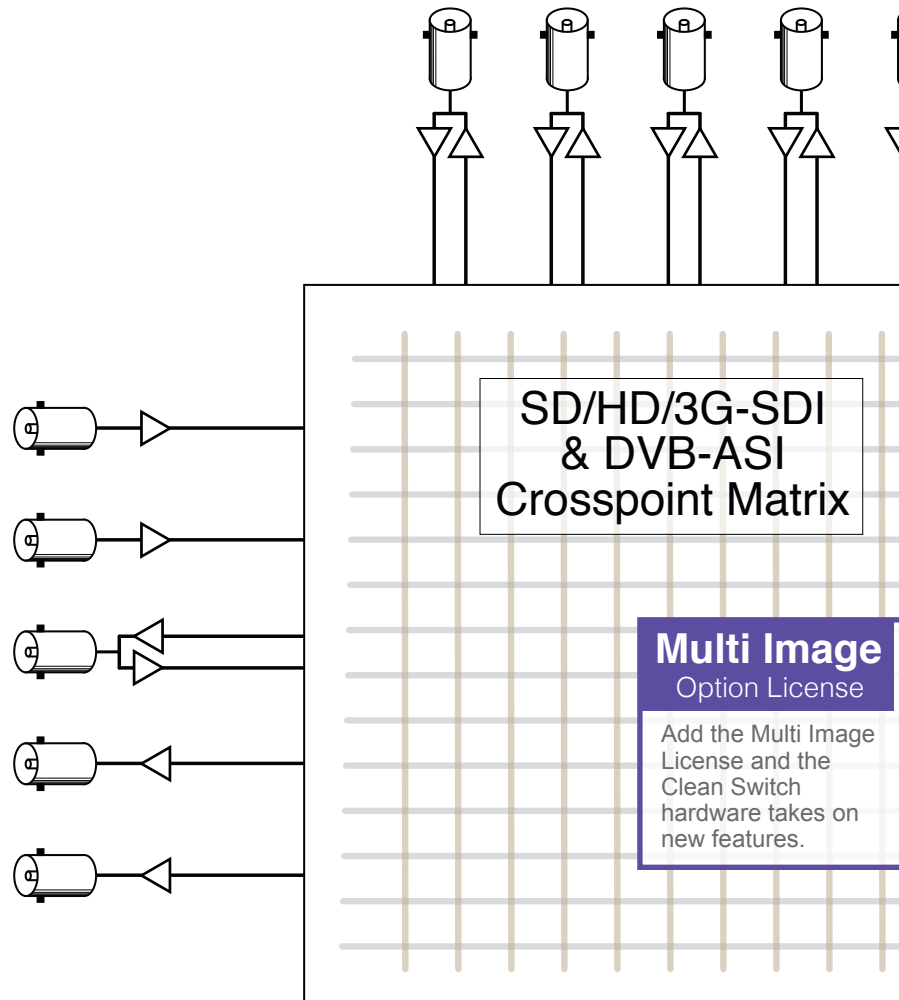 SD/HD/3G-SDI
& DVB-ASI
Crosspoint Matrix
Multi Image
Option License
Add the Multi Image
License and the
Clean Switch
hardware takes on
new features.